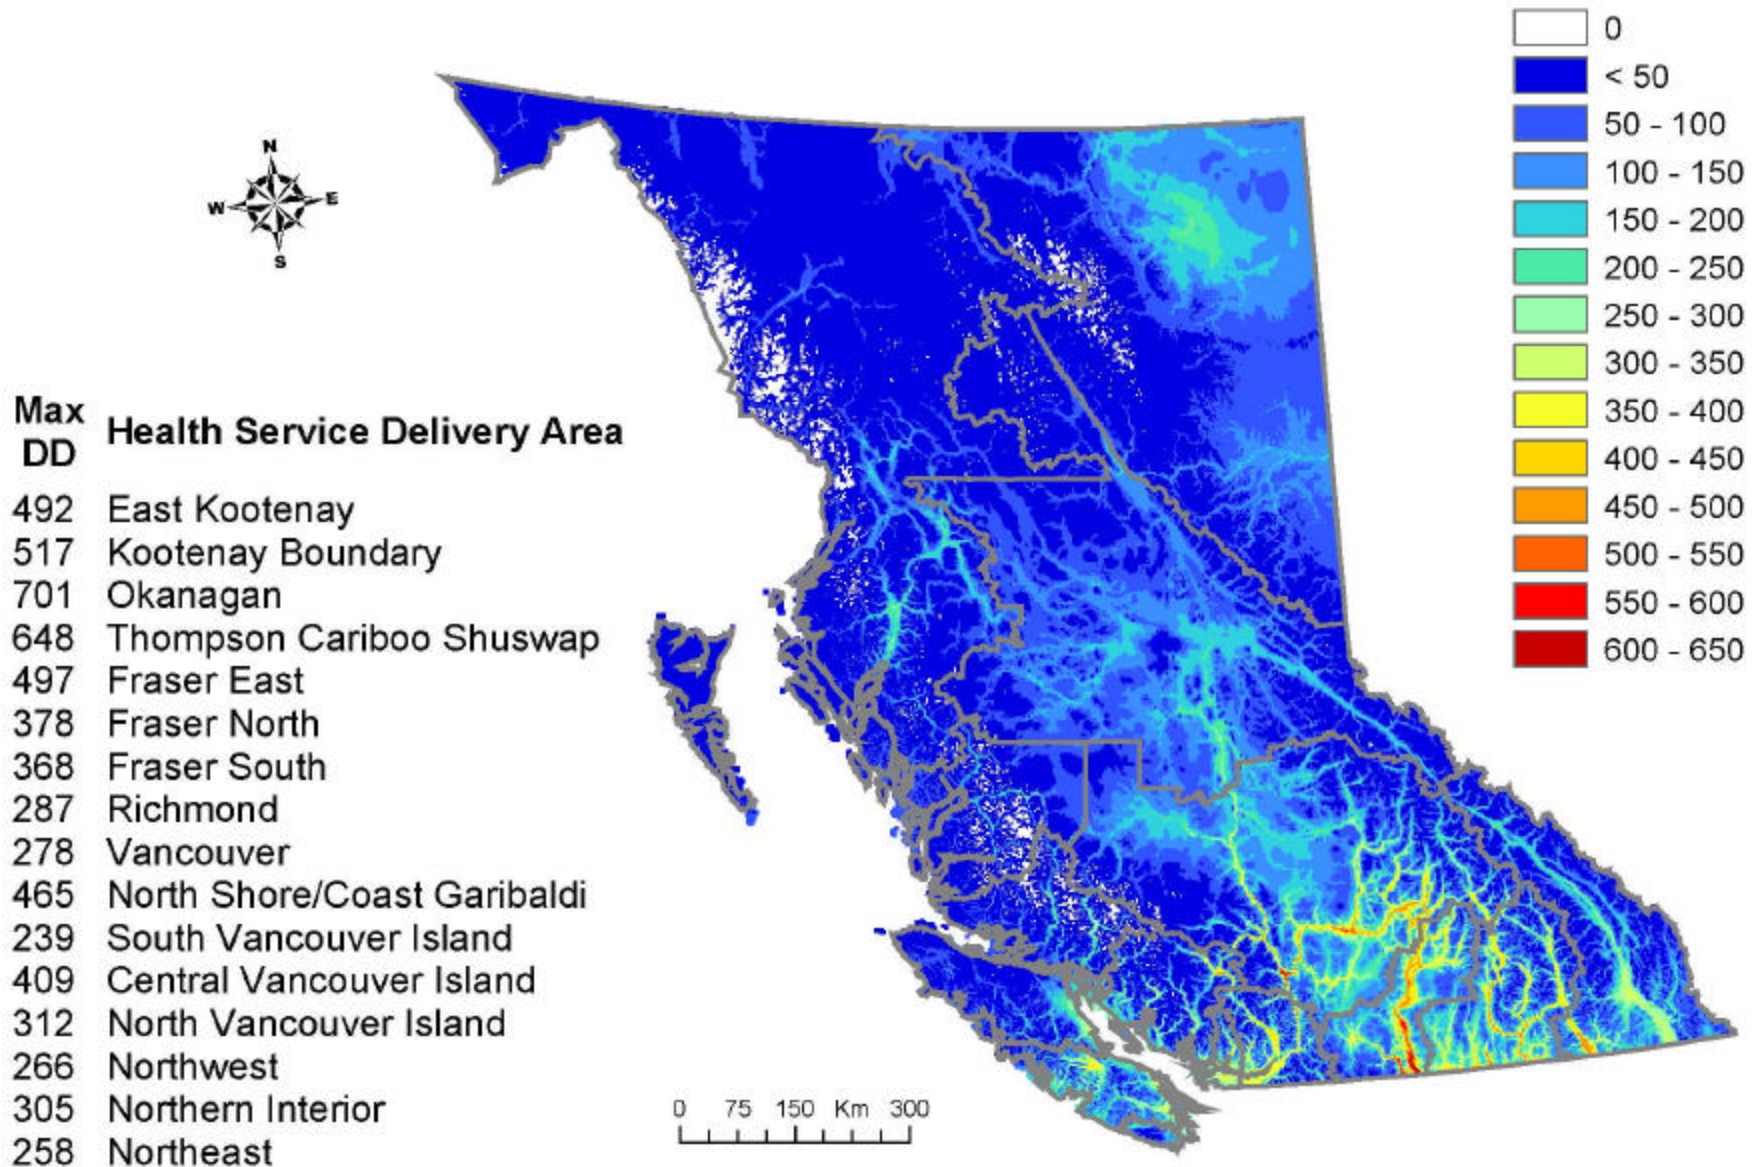 0
< 50
50 - 100
100 - 150
150 - 200
200 - 250
250 - 300
300 - 350
350 - 400
400 - 450
450 - 500
500 - 550
550 - 600
600 - 650
N
W E
S
Max DD Health Service Delivery Area
492 East Kootenay
517 Kootenay Boundary
701 Okanagan
648 Thompson Cariboo Shuswap
497 Fraser East
378 Fraser North
368 Fraser South
287 Richmond
278 Vancouver
465 North Shore/Coast Garibaldi
239 South Vancouver Island
409 Central Vancouver Island
312 North Vancouver Island
266 Northwest
305 Northern Interior
258 Northeast
0 75 150 Km 300